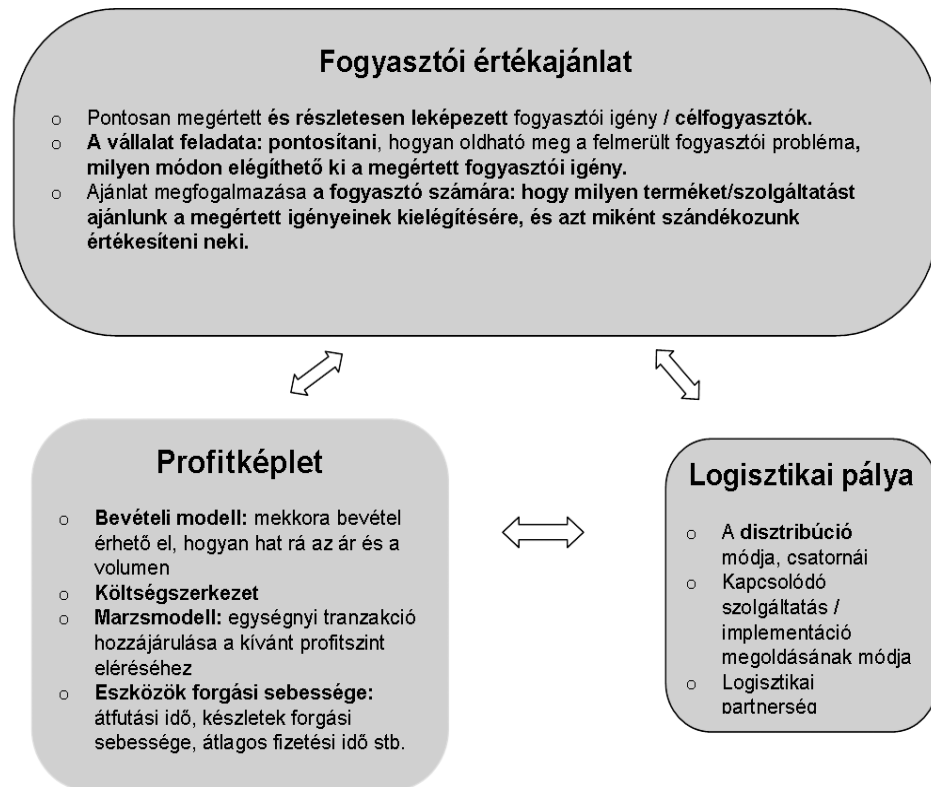 Fogyasztói értékajánlat
○ Pontosan megértett és részletesen leképezett fogyasztói igény / célfogyasztók.
○ A vállalat feladata: pontosítani, hogyan oldható meg a felmerült fogyasztói probléma,
milyen módon elégíthető ki a megértett fogyasztói igény.
○ Ajánlat megfogalmazása a fogyasztó számára: hogy milyen terméket/szolgáltatást
ajánlunk a megértett igényeinek kielégítésére, és azt miként szándékozunk
értékesíteni neki.
Profitképlet
○ Bevételi modell: mekkora bevétel
érhető el, hogyan hat rá az ár és a
volumen
○ Költségszerkezet
○ Marzsmodell: egységnyi tranzakció
hozzájárulása a kívánt profitszint
eléréséhez
○ Eszközök forgási sebessége:
átfutási idő, készletek forgási
sebessége, átlagos fizetési idő stb.
Logisztikai pálya
○ A disztribúció
módja, csatornái
○ Kapcsolódó
szolgáltatás /
implementáció
megoldásának módja
○ Logisztikai
partnerség